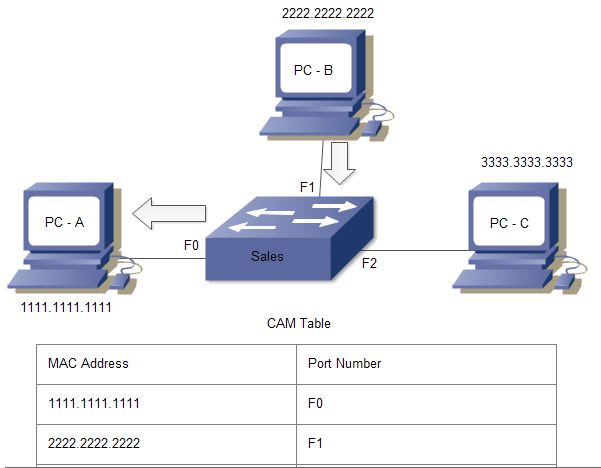 2222.2222.2222
PC - B
3333.3333.3333
F1
PC - A
PC - C
F0
Sales
F2
1111.1111.1111
CAM Table
MAC Address Port Number
1111.1111.1111 F0
2222.2222.2222 F1